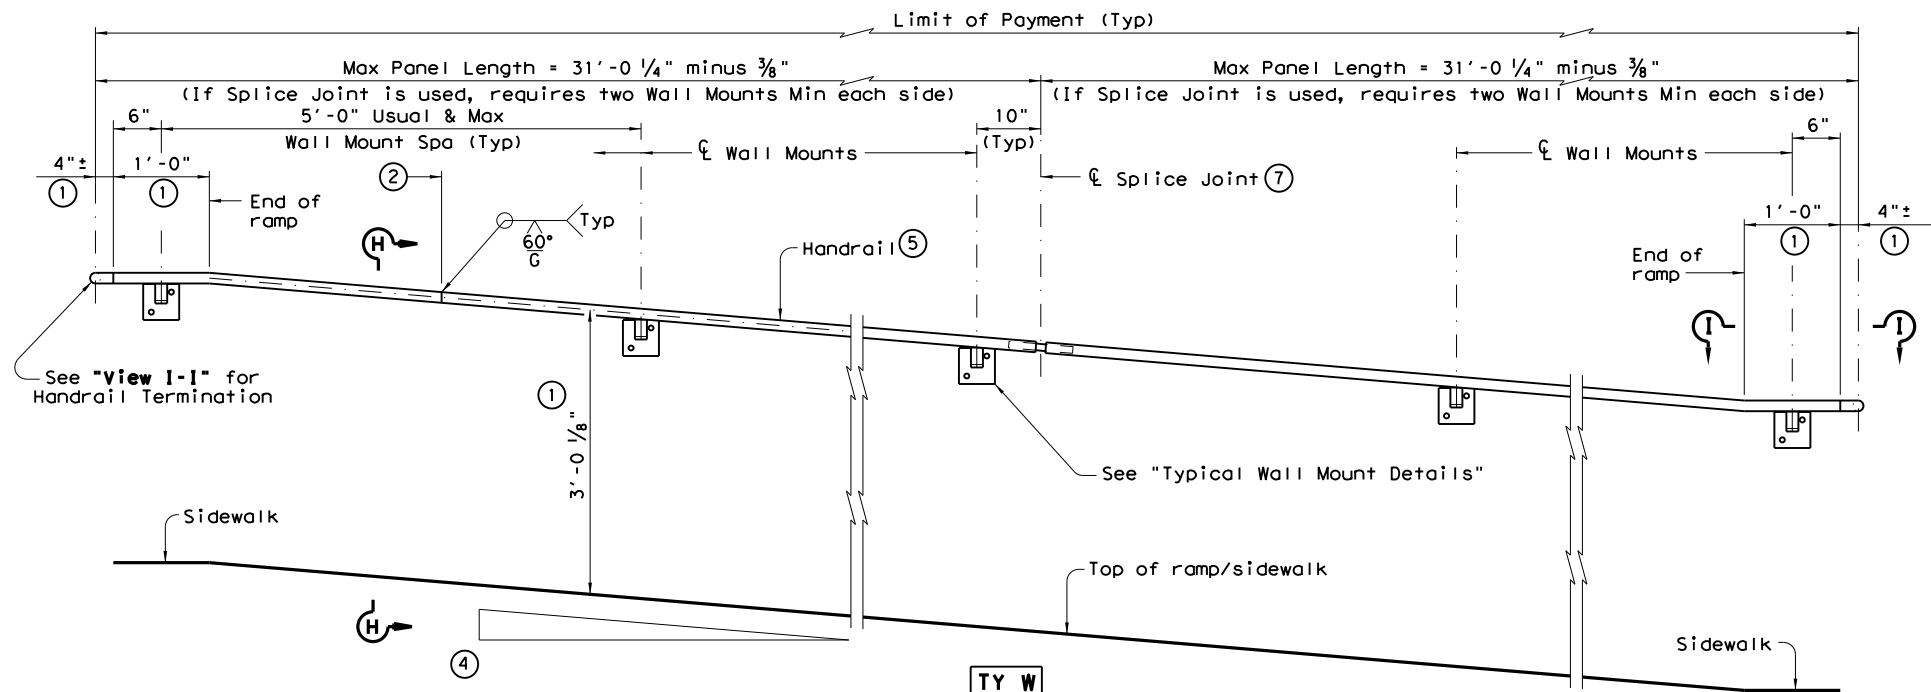 Limit of Payment (Typ)
Max Panel Length = 31'-0 1/4" minus 3/8"
(If Splice Joint is used, requires two Wall Mounts Min each side)
Max Panel Length = 31'-0 1/4" minus 3/8"
(If Splice Joint is used, requires two Wall Mounts Min each side)
6"
5'-0" Usual & Max
Wall Mount Spa (Typ)
10"
(Typ)
6"
4"±
1
1'-0"
1
2
℄ Wall Mounts
℄ Splice Joint 7
℄ Wall Mounts
End of
ramp
H
60°
G
Typ
Handrail 5
1'-0"
1
4"±
1
End of
ramp
I
I
See "View I-I" for
Handrail Termination
1
3'-0 1/8"
See "Typical Wall Mount Details"
Sidewalk
Top of ramp/sidewalk
H
4
Sidewalk
TY W